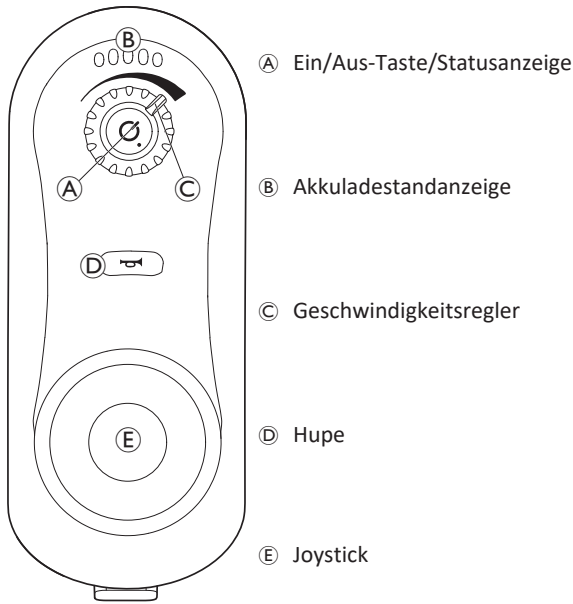 B
A
C
D
E
Ⓐ Ein/Aus-Taste/Statusanzeige
Ⓑ Akkuladestandanzeige
Ⓒ Geschwindigkeitsregler
Ⓓ Hupe
Ⓔ Joystick